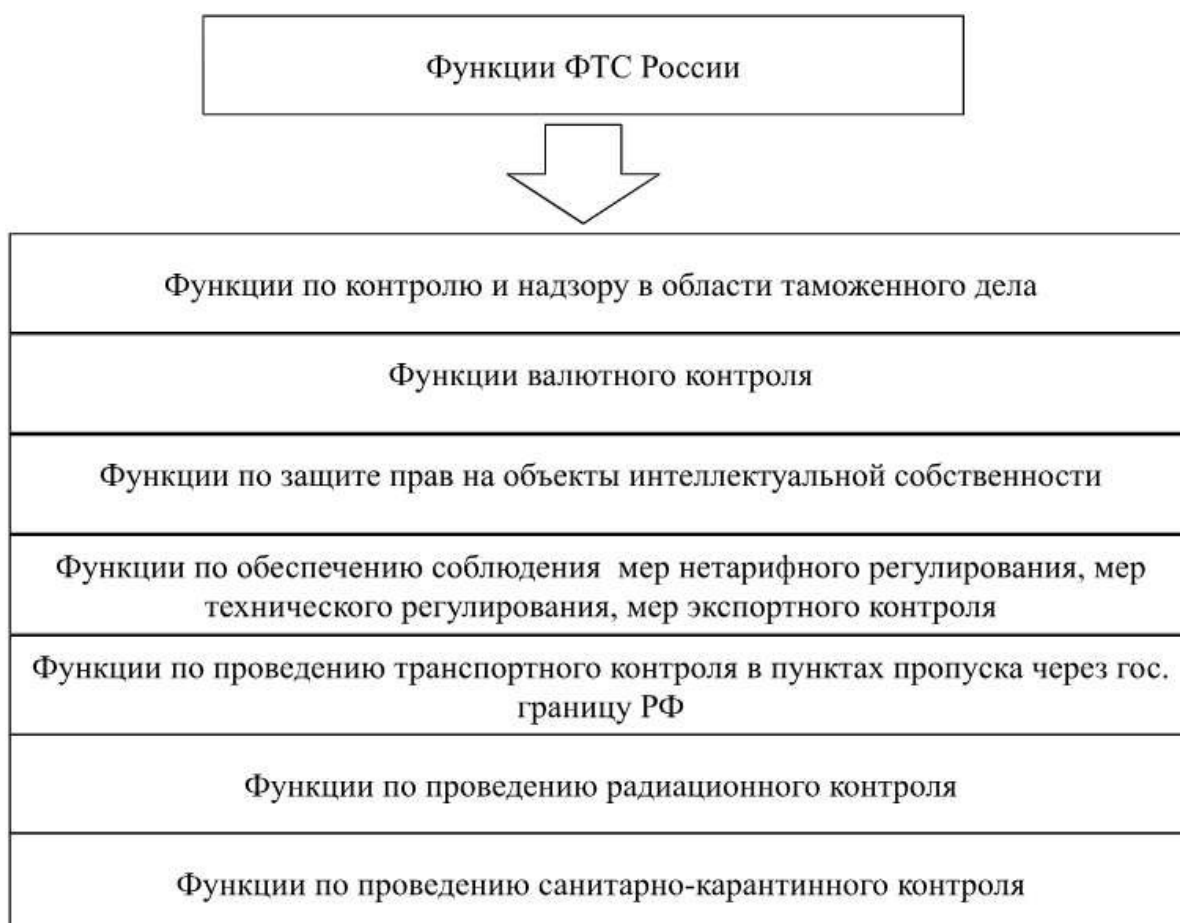 Функции ФТС России
Функции по контролю и надзору в области таможенного дела
Функции валютного контроля
Функции по защите прав на объекты интеллектуальной собственности
Функции по обеспечению соблюдения  мер нетарифного регулирования, мер
технического регулирования, мер экспортного контроля
Функции по проведению транспортного контроля в пунктах пропуска через гос.
границу РФ
Функции по проведению радиационного контроля
Функции по проведению санитарно-карантинного контроля